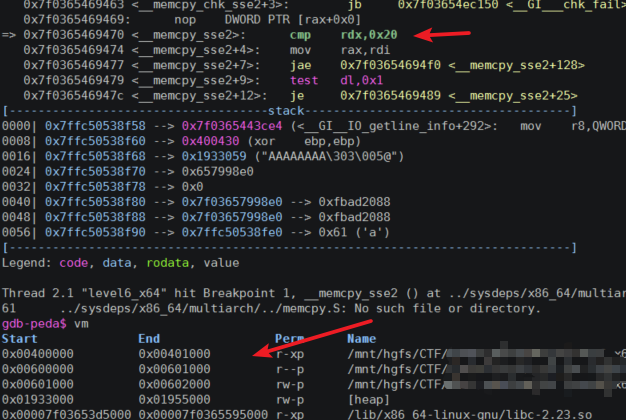 0x7f0365469463 <__memcpy_chk_sse2+3>: jb 0x7f03654ec150 <__GI___chk_fail>
0x7f0365469469: nop DWORD PTR [rax+0x0]
=> 0x7f0365469470 <__memcpy_sse2>: cmp rdx,0x20
0x7f0365469474 <__memcpy_sse2+4>: mov rax,rdi
0x7f0365469477 <__memcpy_sse2+7>: jae 0x7f03654694f0 <__memcpy_sse2+128>
0x7f0365469479 <__memcpy_sse2+9>: test dl,0x1
0x7f036546947c <__memcpy_sse2+12>: je 0x7f0365469489 <__memcpy_sse2+25>
[------------------------------------stack-------------------------------------]
0000| 0x7ffc50538f58 --> 0x7f0365443ce4 (<__GI__IO_getline_info+292>: mov r8,QWORD
0008| 0x7ffc50538f60 --> 0x400430 (xor ebp,ebp)
0016| 0x7ffc50538f68 --> 0x1933059 ("AAAAAAAA\303\005@")
0024| 0x7ffc50538f70 --> 0x657998e0
0032| 0x7ffc50538f78 --> 0x0
0040| 0x7ffc50538f80 --> 0x7f03657998e0 --> 0xfbad2088
0048| 0x7ffc50538f88 --> 0x7f03657998e0 --> 0xfbad2088
0056| 0x7ffc50538f90 --> 0x7ffc50538fe0 --> 0x61 ('a')
[------------------------------------------------------------------------------]
Legend: code, data, rodata, value
Thread 2.1 "level6_x64" hit Breakpoint 1, __memcpy_sse2 () at ../sysdeps/x86_64/multiar
61 ../sysdeps/x86_64/multiarch/../memcpy.S: No such file or directory.
gdb-peda$ vm
Start End Perm Name
0x00400000 0x00401000 r-xp /mnt/hgfs/CTF/
0x00600000 0x00601000 r--p /mnt/hgfs/CTF/
0x00601000 0x00602000 rw-p /mnt/hgfs/CTF/
0x01933000 0x01955000 rw-p [heap]
0x00007f03653d5000 0x00007f0365595000 r-xp /lib/x86_64-linux-gnu/libc-2.23.so